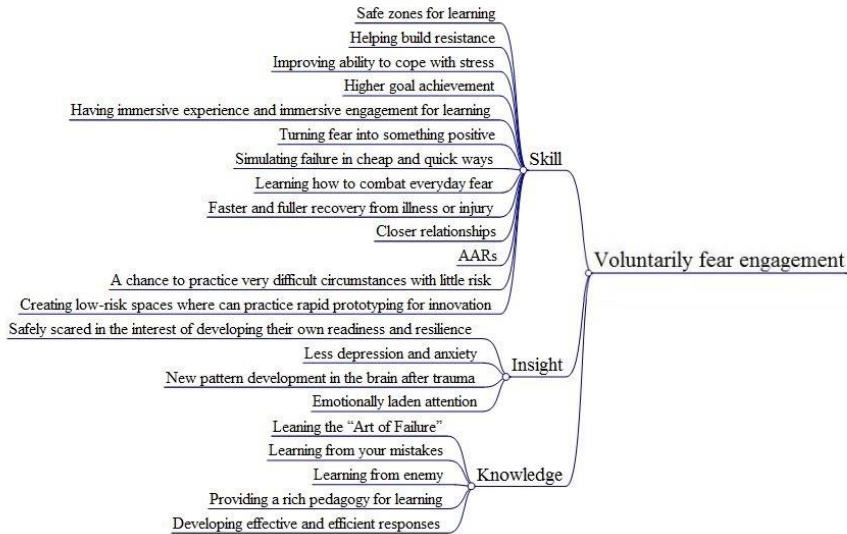 Safe zones for learning
Helping build resistance
Improving ability to cope with stress
Higher goal achievement
Having immersive experience and immersive engagement for learning
Turning fear into something positive
Simulating failure in cheap and quick ways
Learning how to combat everyday fear
Faster and fuller recovery from illness or injury
Closer relationships
AARs
A chance to practice very difficult circumstances with little risk
Creating low-risk spaces where can practice rapid prototyping for innovation
Skill
Safely scared in the interest of developing their own readiness and resilience
Less depression and anxiety
New pattern development in the brain after trauma
Emotionally laden attention
Insight
Leaning the “Art of Failure”
Learning from your mistakes
Learning from enemy
Providing a rich pedagogy for learning
Developing effective and efficient responses
Knowledge
Voluntarily fear engagement